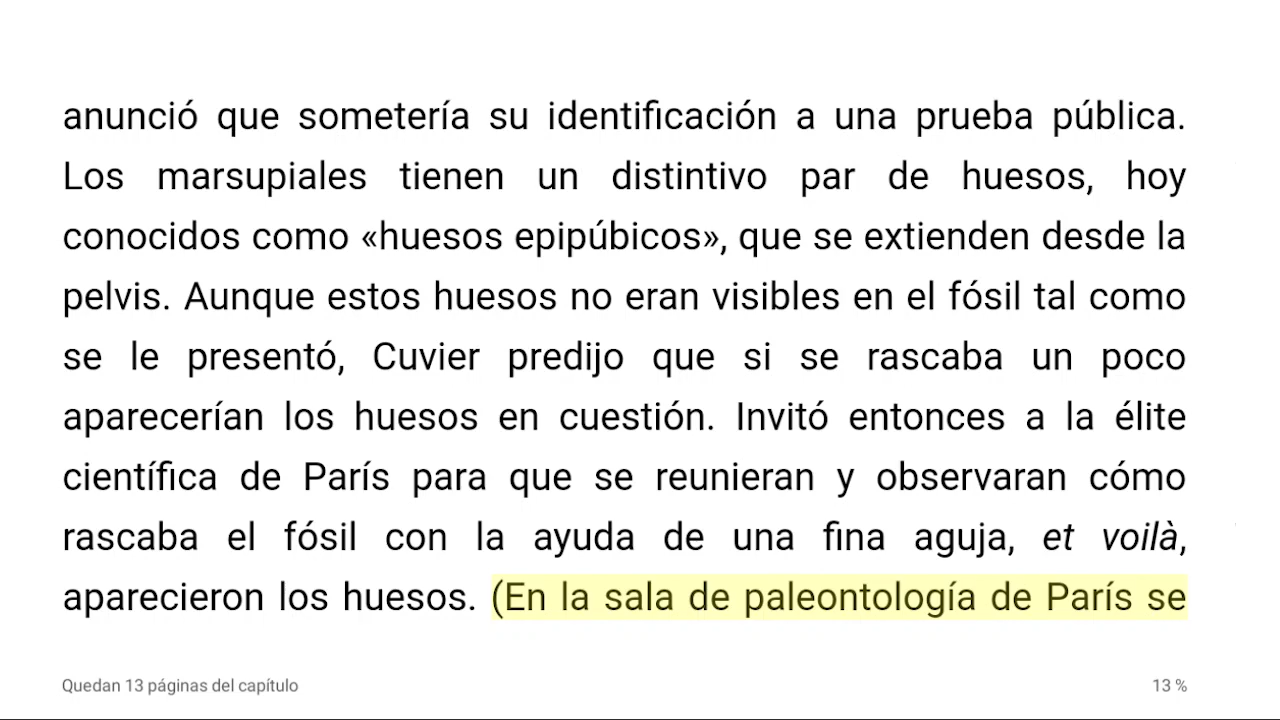 anunció que sometería su identificación a una prueba pública.
Los marsupiales tienen un distintivo par de huesos, hoy
conocidos como «huesos epipúbicos», que se extienden desde la
pelvis. Aunque estos huesos no eran visibles en el fósil tal como
se le presentó, Cuvier predijo que si se rascaba un poco
aparecerían los huesos en cuestión. Invitó entonces a la élite
científica de París para que se reunieran y observaran cómo
rascaba el fósil con la ayuda de una fina aguja, et voilà,
aparecieron los huesos. (En la sala de paleontología de París se
Quedan 13 páginas del capítulo
13 %